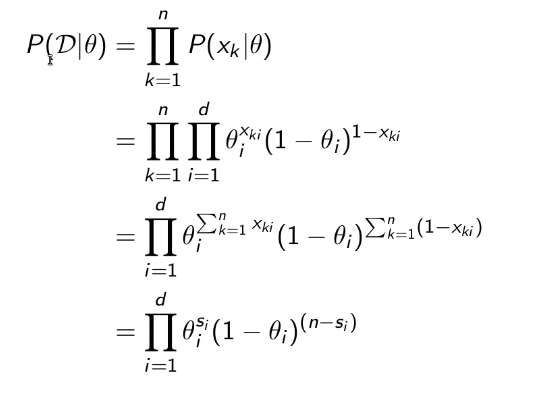 P(𝒟|θ) = ∏_{k=1}^{n} P(x_k|θ)
= ∏_{k=1}^{n} ∏_{i=1}^{d} θ_i^{x_{ki}} (1 − θ_i)^{1−x_{ki}}
= ∏_{i=1}^{d} θ_i^{∑_{k=1}^{n} x_{ki}} (1 − θ_i)^{∑_{k=1}^{n} (1−x_{ki})}
= ∏_{i=1}^{d} θ_i^{s_i} (1 − θ_i)^{(n−s_i)}